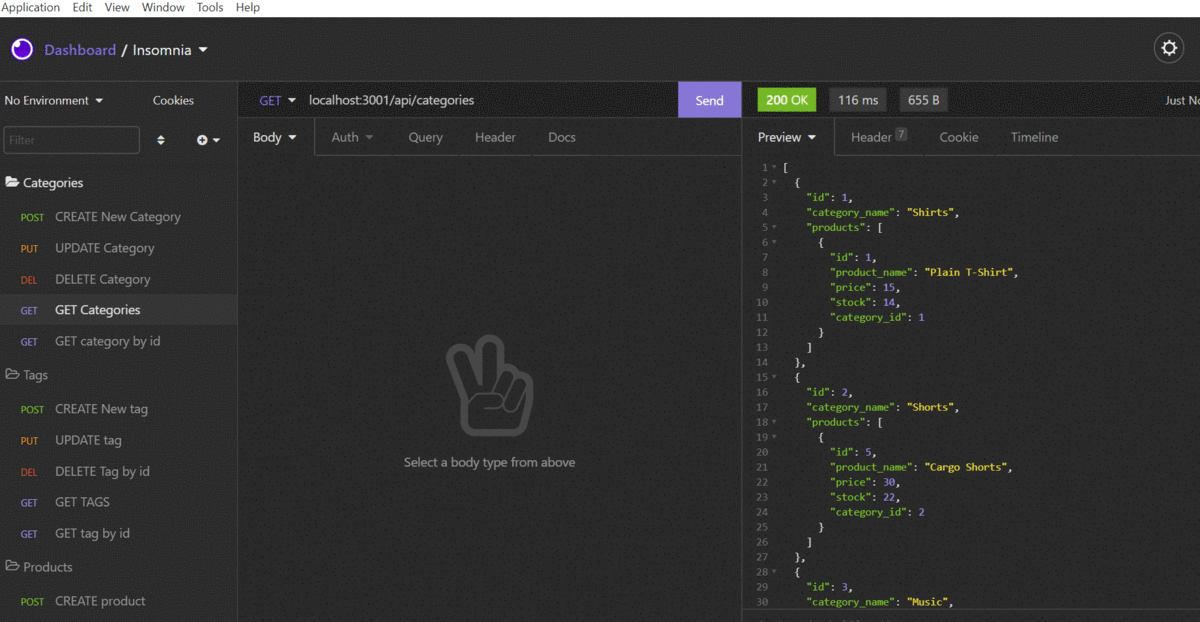 Application Edit View Window Tools Help
Dashboard / Insomnia
No Environment Cookies
Filter
Categories
POST CREATE New Category
PUT UPDATE Category
DEL DELETE Category
GET GET Categories
GET GET category by id
Tags
POST CREATE New tag
PUT UPDATE tag
DEL DELETE Tag by id
GET GET TAGS
GET GET tag by id
Products
POST CREATE product
GET localhost:3001/api/categories Send
Body Auth Query Header Docs
Select a body type from above
200 OK 116 ms 655 B Just No
Preview Header 7 Cookie Timeline
1 [
2 {
3 "id": 1,
4 "category_name": "Shirts",
5 "products": [
6 {
7 "id": 1,
8 "product_name": "Plain T-Shirt",
9 "price": 15,
10 "stock": 14,
11 "category_id": 1
12 }
13 ]
14 },
15 {
16 "id": 2,
17 "category_name": "Shorts",
18 "products": [
19 {
20 "id": 5,
21 "product_name": "Cargo Shorts",
22 "price": 30,
23 "stock": 22,
24 "category_id": 2
25 }
26 ]
27 },
28 {
29 "id": 3,
30 "category_name": "Music",